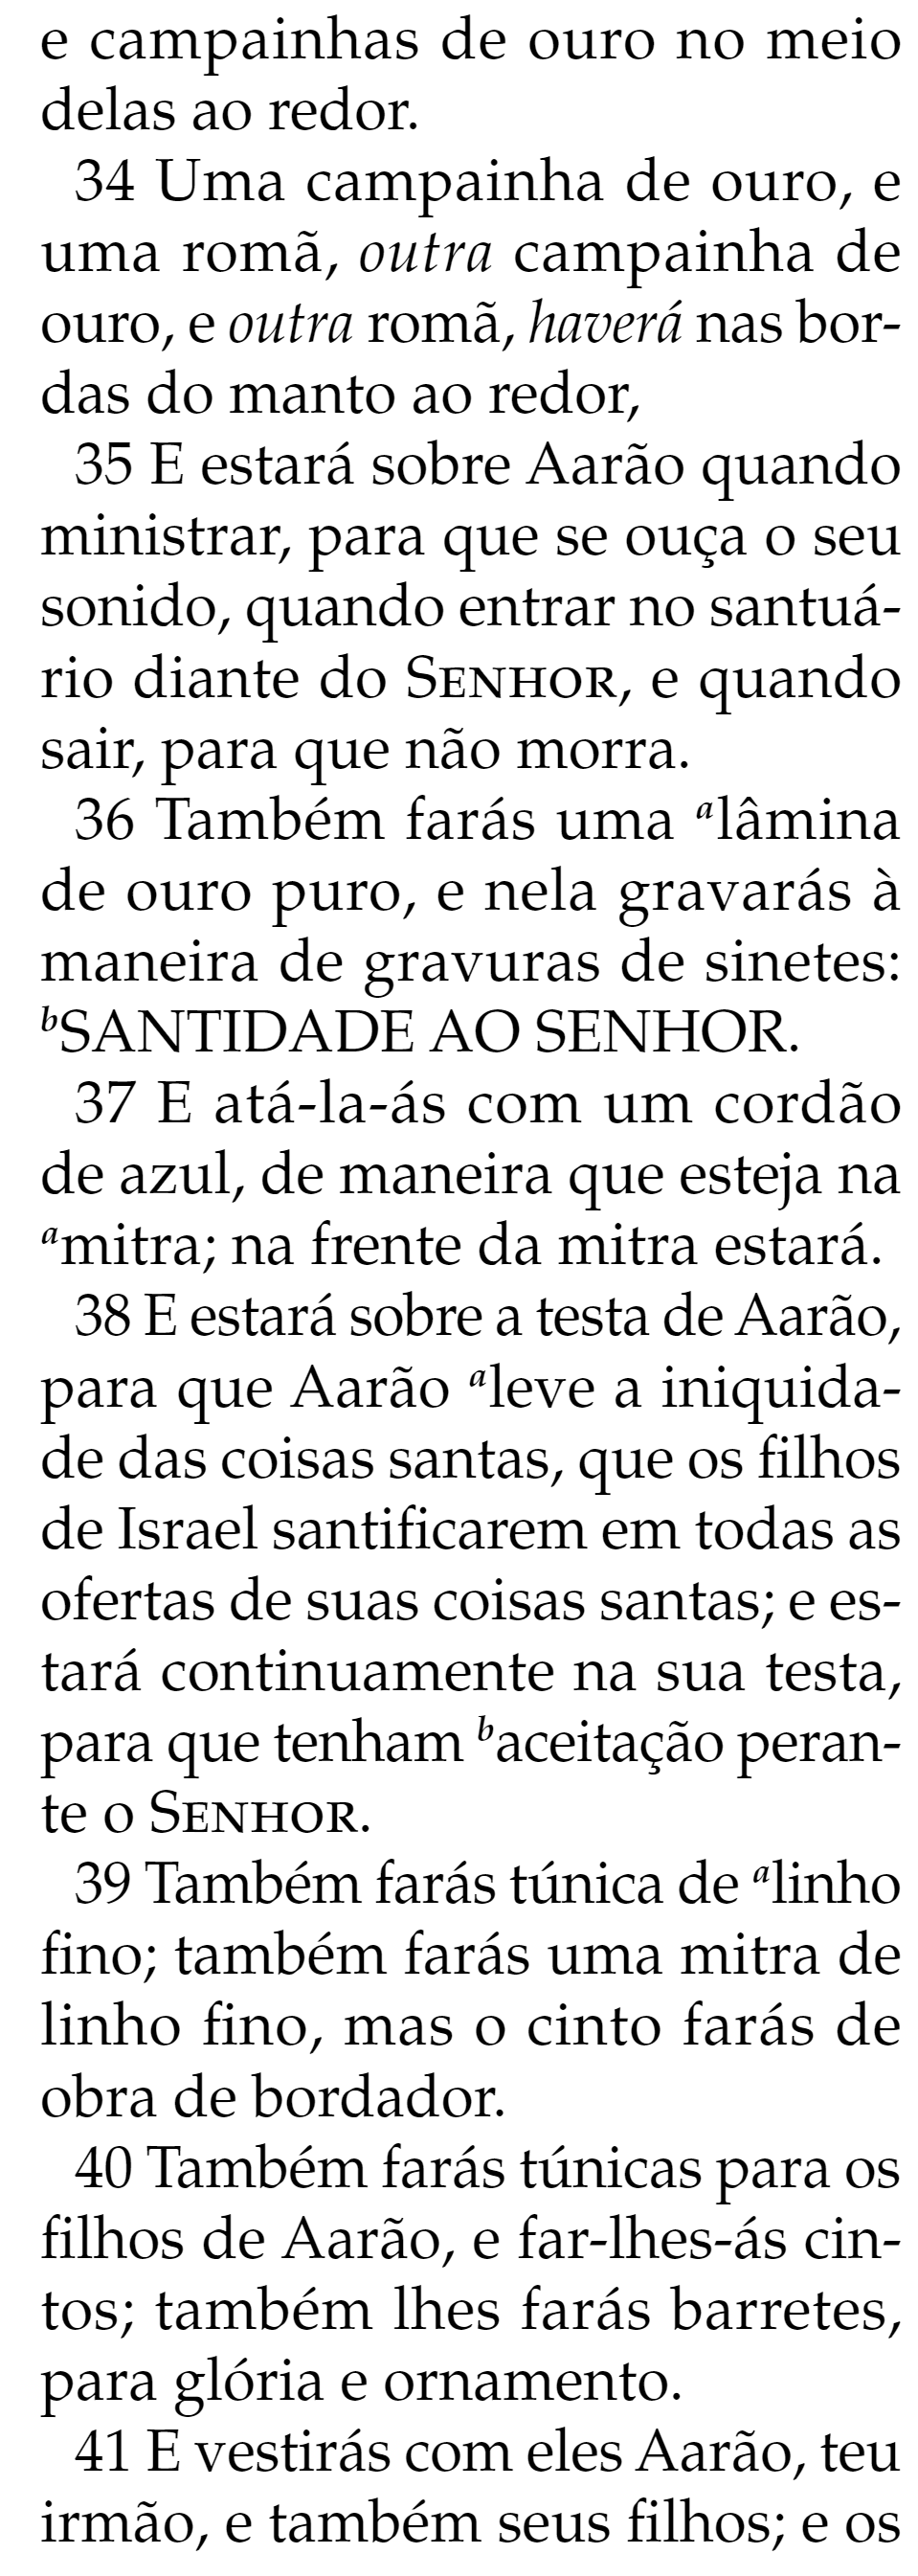 e campainhas de ouro no meio
delas ao redor.
34 Uma campainha de ouro, e
uma romã, outra campainha de
ouro, e outra romã, haverá nas bor-
das do manto ao redor,
35 E estará sobre Aarão quando
ministrar, para que se ouça o seu
sonido, quando entrar no santuá-
rio diante do SENHOR, e quando
sair, para que não morra.
36 Também farás uma ᵃlâmina
de ouro puro, e nela gravarás à
maneira de gravuras de sinetes:
ᵇSANTIDADE AO SENHOR.
37 E atá-la-ás com um cordão
de azul, de maneira que esteja na
ᵃmitra; na frente da mitra estará.
38 E estará sobre a testa de Aarão,
para que Aarão ᵃleve a iniquida-
de das coisas santas, que os filhos
de Israel santificarem em todas as
ofertas de suas coisas santas; e es-
tará continuamente na sua testa,
para que tenham ᵇaceitação peran-
te o SENHOR.
39 Também farás túnica de ᵃlinho
fino; também farás uma mitra de
linho fino, mas o cinto farás de
obra de bordador.
40 Também farás túnicas para os
filhos de Aarão, e far-lhes-ás cin-
tos; também lhes farás barretes,
para glória e ornamento.
41 E vestirás com eles Aarão, teu
irmão, e também seus filhos; e os